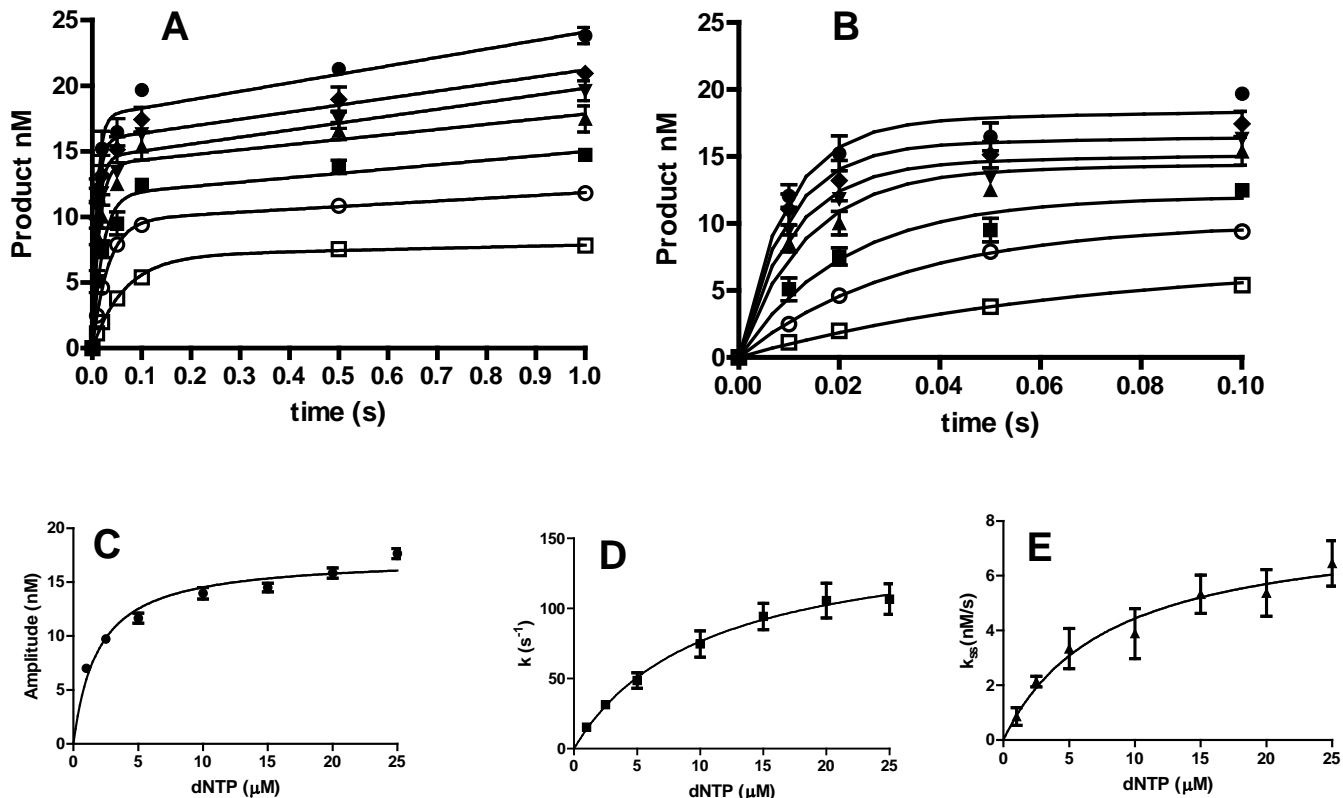 A
Product nM
25
20
15
10
5
0
0.0 0.1 0.2 0.3 0.4 0.5 0.6 0.7 0.8 0.9 1.0
time (s)
B
Product nM
25
20
15
10
5
0
0.00 0.02 0.04 0.06 0.08 0.10
time (s)
C
Amplitude (nM)
20
15
10
5
0
0 5 10 15 20 25
dNTP (μM)
D
k (s⁻¹)
150
100
50
0
0 5 10 15 20 25
dNTP (μM)
E
kss(nM/s)
8
6
4
2
0
0 5 10 15 20 25
dNTP (μM)